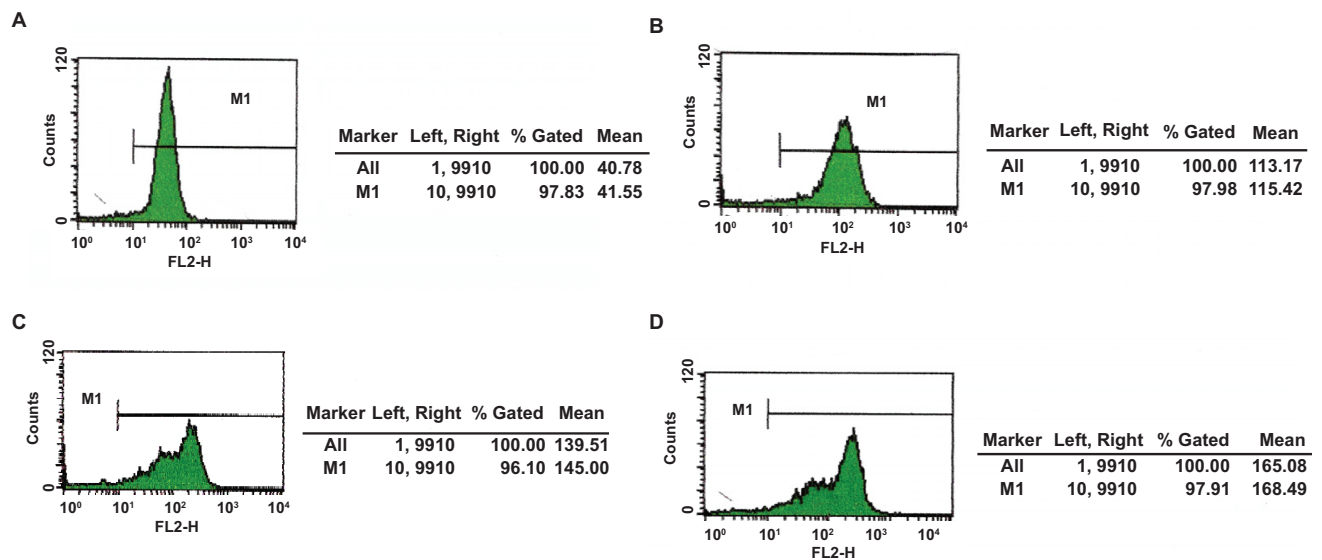 A
120
Counts
0
M1
10⁰ 10¹ 10² 10³ 10⁴
FL2-H
Marker Left, Right % Gated Mean
All 1, 9910 100.00 40.78
M1 10, 9910 97.83 41.55
B
120
Counts
0
M1
10⁰ 10¹ 10² 10³ 10⁴
FL2-H
Marker Left, Right % Gated Mean
All 1, 9910 100.00 113.17
M1 10, 9910 97.98 115.42
C
120
Counts
0
M1
10⁰ 10¹ 10² 10³ 10⁴
FL2-H
Marker Left, Right % Gated Mean
All 1, 9910 100.00 139.51
M1 10, 9910 96.10 145.00
D
120
Counts
0
M1
10⁰ 10¹ 10² 10³ 10⁴
FL2-H
Marker Left, Right % Gated Mean
All 1, 9910 100.00 165.08
M1 10, 9910 97.91 168.49